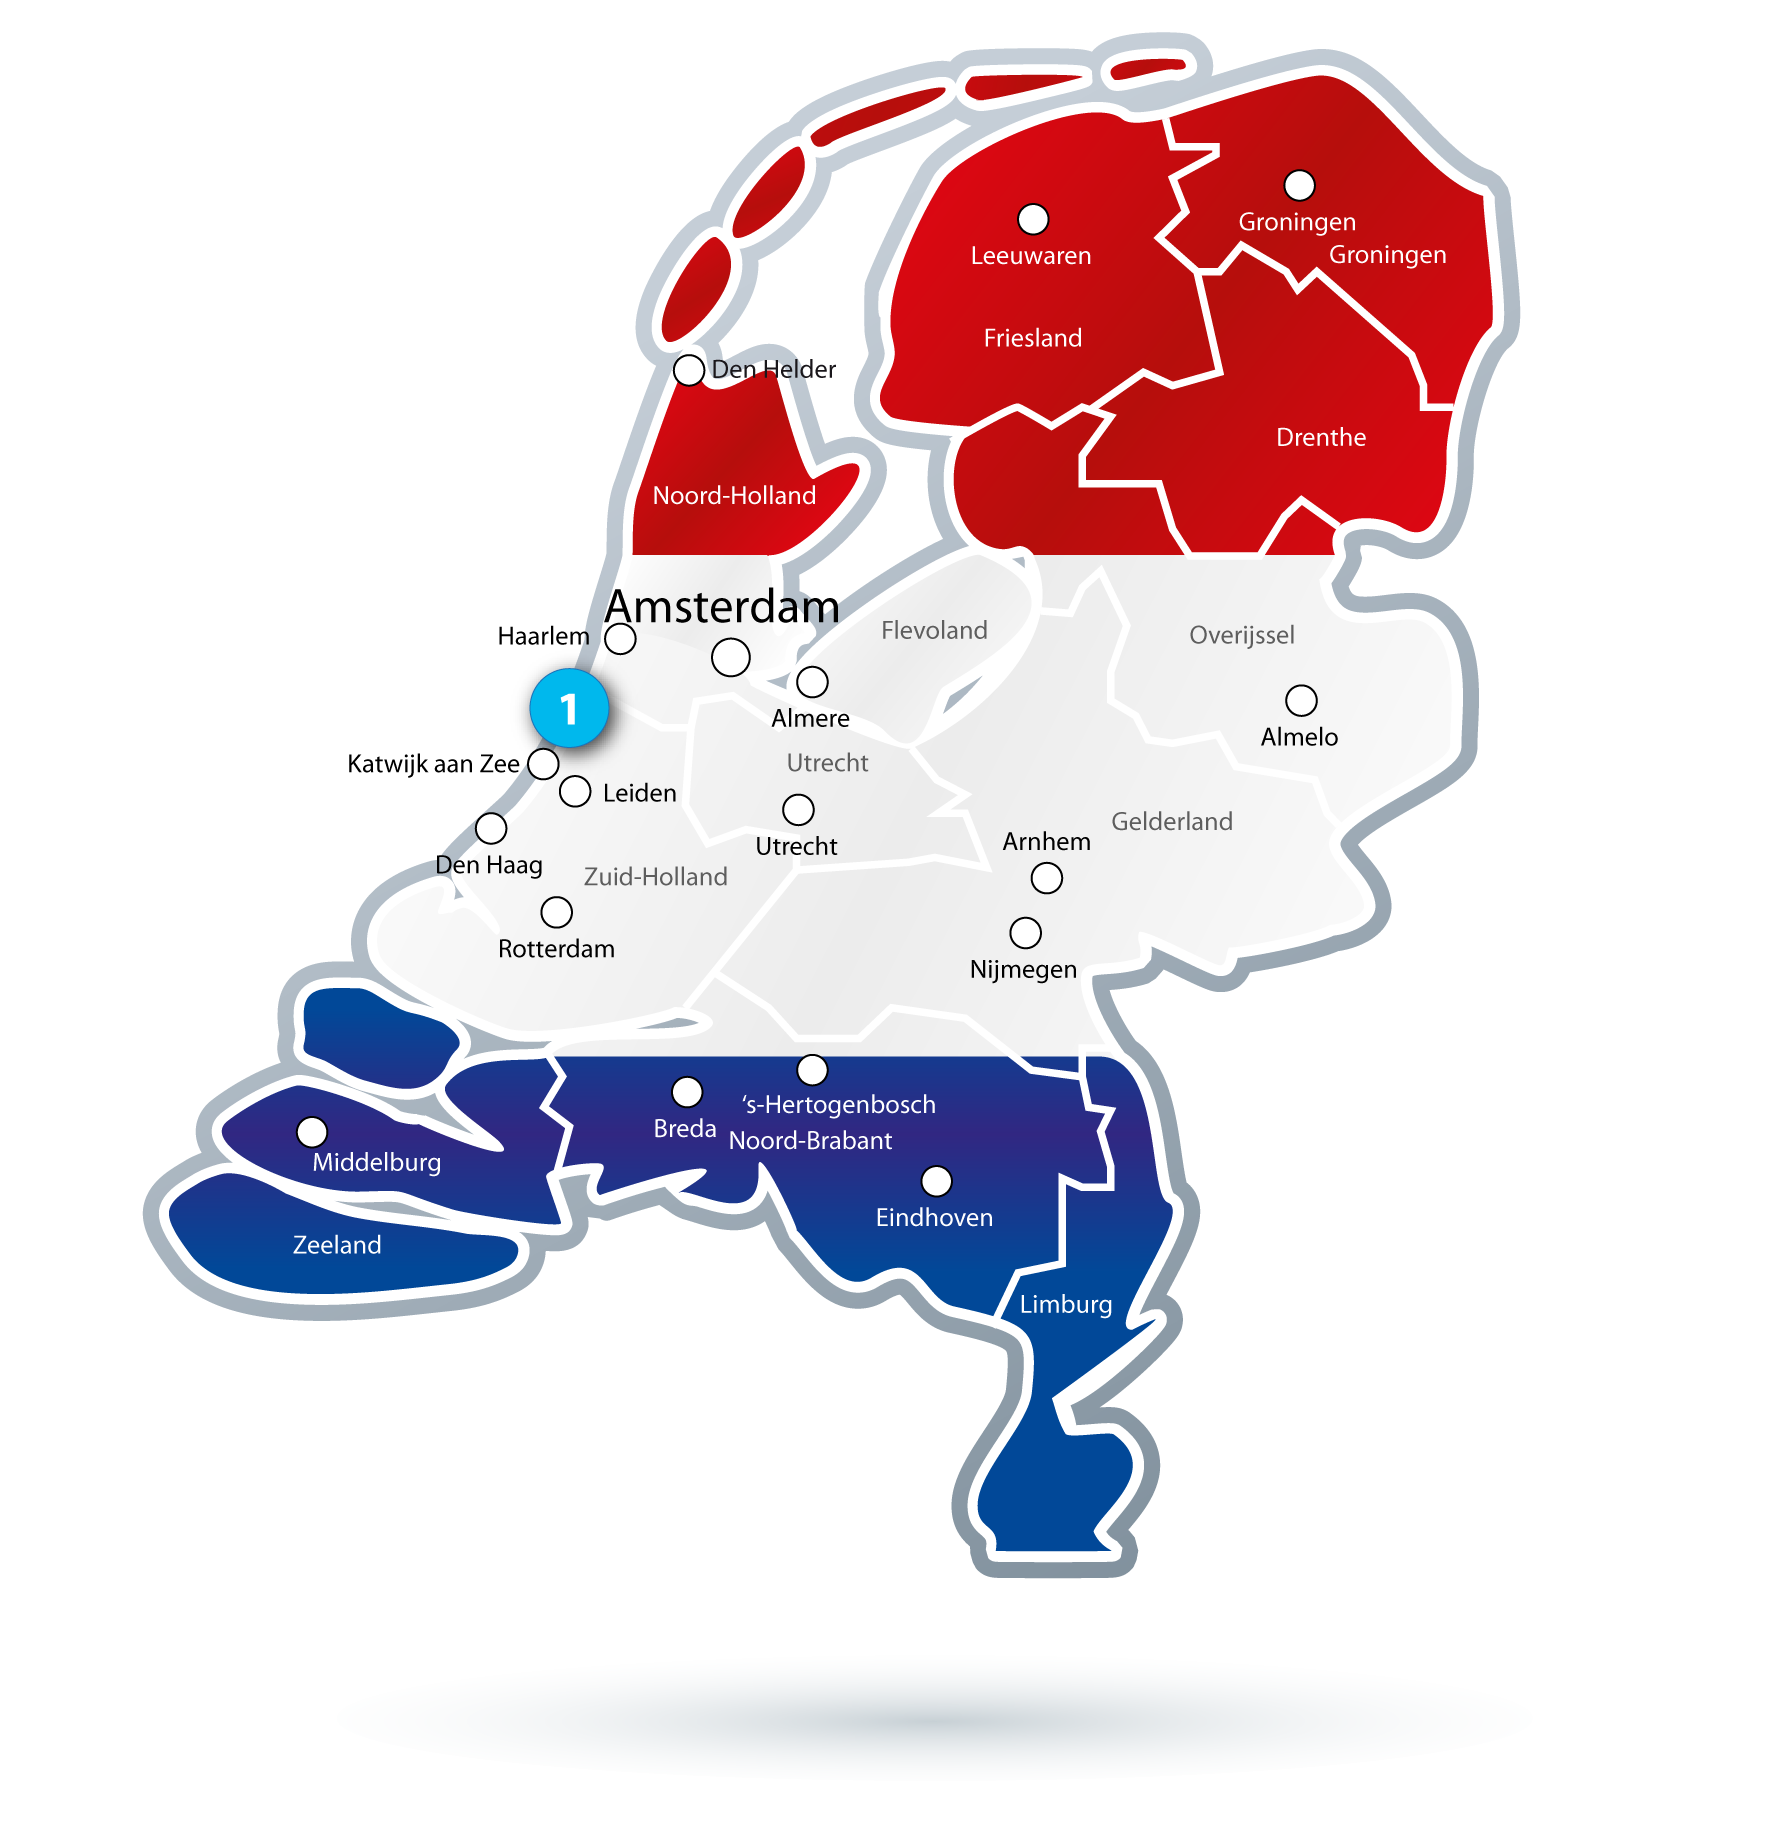 Groningen
Leeuwaren
Groningen
Friesland
Den Helder
Drenthe
Noord-Holland
Amsterdam
Haarlem
Flevoland
Overijssel
1
Almere
Almelo
Katwijk aan Zee
Utrecht
Leiden
Gelderland
Arnhem
Utrecht
Den Haag
Zuid-Holland
Rotterdam
Nijmegen
‘s-Hertogenbosch
Breda
Noord-Brabant
Middelburg
Eindhoven
Zeeland
Limburg